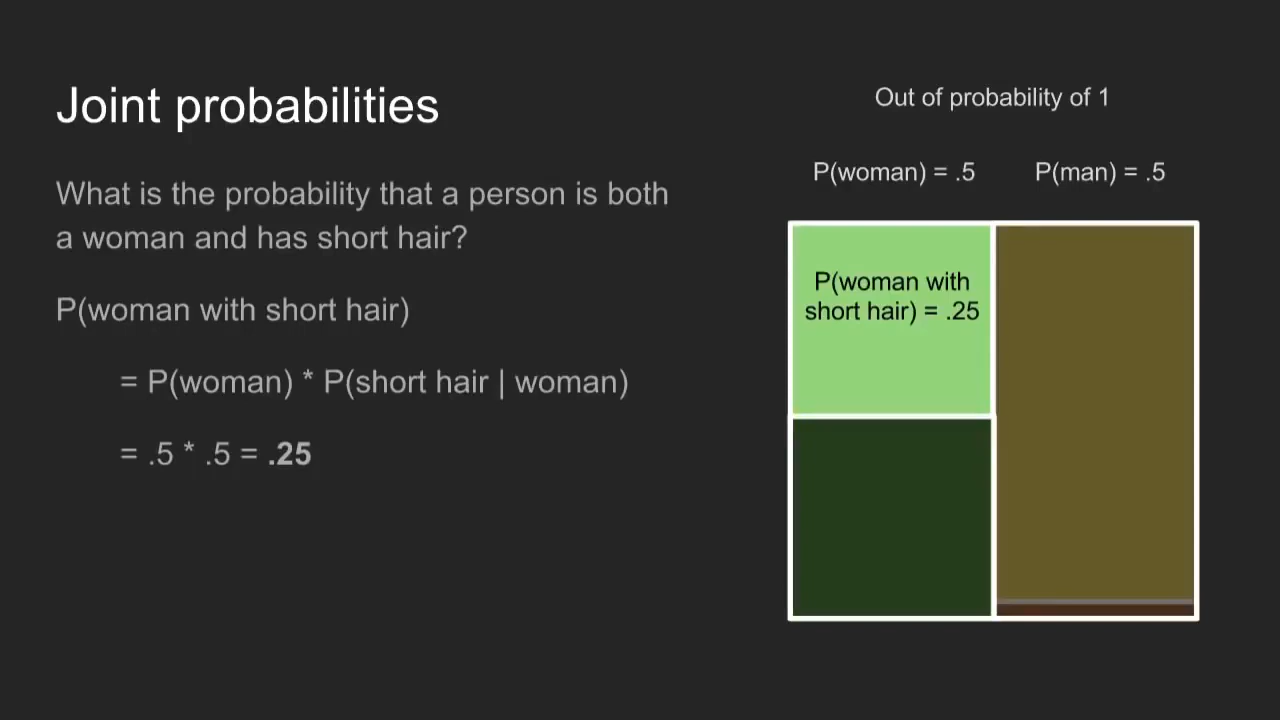 Joint probabilities
What is the probability that a person is both
a woman and has short hair?
P(woman with short hair)
= P(woman) * P(short hair | woman)
= .5 * .5 = .25
Out of probability of 1
P(woman) = .5 P(man) = .5
P(woman with
short hair) = .25